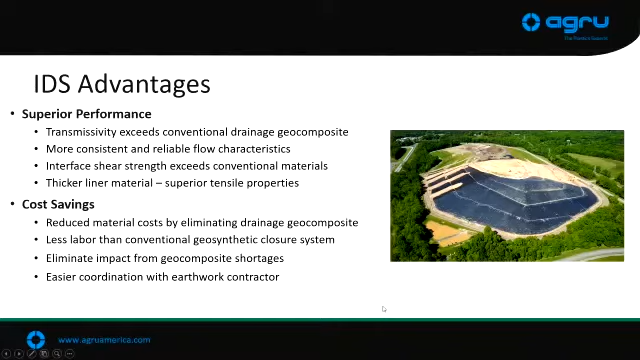 agru
The Plastics Experts
IDS Advantages
• Superior Performance
• Transmissivity exceeds conventional drainage geocomposite
• More consistent and reliable flow characteristics
• Interface shear strength exceeds conventional materials
• Thicker liner material – superior tensile properties
• Cost Savings
• Reduced material costs by eliminating drainage geocomposite
• Less labor than conventional geosynthetic closure system
• Eliminate impact from geocomposite shortages
• Easier coordination with earthwork contractor
www.agruamerica.com